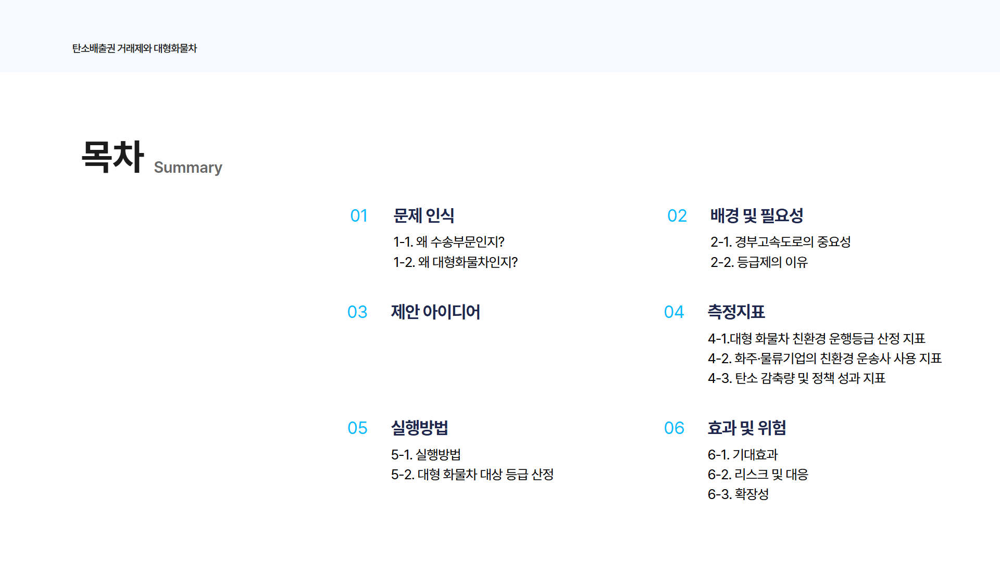 탄소배출권 거래제와 대형화물차
목차 Summary
01 문제 인식
1-1. 왜 수송부문인지?
1-2. 왜 대형화물차인지?
02 배경 및 필요성
2-1. 경부고속도로의 중요성
2-2. 등급제의 이유
03 제안 아이디어
04 측정지표
4-1.대형 화물차 친환경 운행등급 산정 지표
4-2. 화주·물류기업의 친환경 운송사 사용 지표
4-3. 탄소 감축량 및 정책 성과 지표
05 실행방법
5-1. 실행방법
5-2. 대형 화물차 대상 등급 산정
06 효과 및 위험
6-1. 기대효과
6-2. 리스크 및 대응
6-3. 확장성